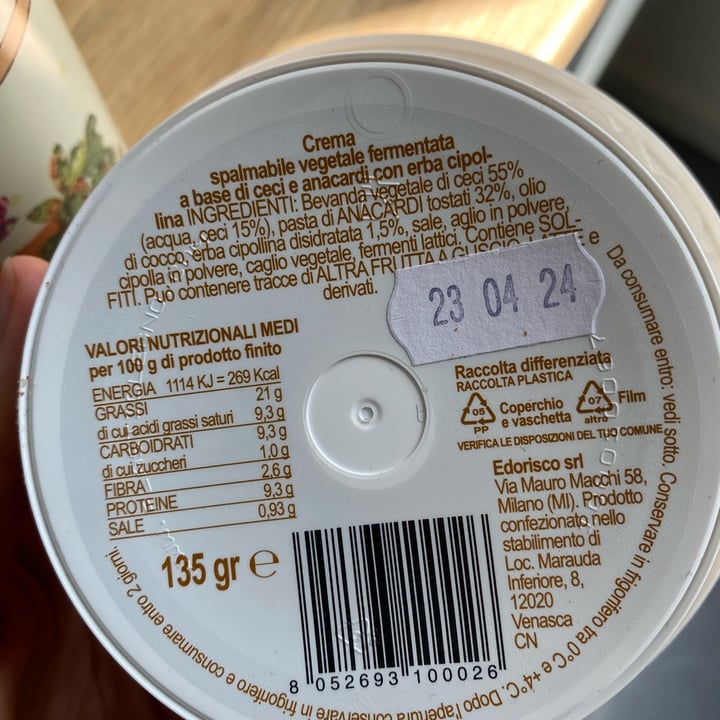 Crema
spalmabile vegetale fermentata
a base di ceci e anacardi con erba cipol-
lina INGREDIENTI: Bevanda vegetale di ceci 55%
(acqua, ceci 15%), pasta di ANACARDI tostati 32%, olio
di cocco, erba cipollina disidratata 1,5%, sale, aglio in polvere,
cipolla in polvere, caglio vegetale, fermenti lattici. Contiene SOL-
FITI. Può contenere tracce di ALTRA FRUTTA A GUSCIO, e
derivati.
23 04 24
VALORI NUTRIZIONALI MEDI
per 100 g di prodotto finito
ENERGIA 1114 KJ = 269 Kcal
GRASSI 21 g
di cui acidi grassi saturi 9,3 g
CARBOIDRATI 9,3 g
di cui zuccheri 1,0 g
FIBRA 2,6 g
PROTEINE 9,3 g
SALE 0,93 g
135 gr e
Raccolta differenziata
RACCOLTA PLASTICA
05
PP
Coperchio
e vaschetta
07
altro
Film
VERIFICA LE DISPOSIZIONI DEL TUO COMUNE
Edorisco srl
Via Mauro Macchi 58,
Milano (MI). Prodotto
confezionato nello
stabilimento di
Loc. Marauda
Inferiore, 8,
12020
Venasca
CN
8 052693 100026
Da consumare entro: vedi sotto. Conservare in frigorifero tra 0°C e +4°C. Dopo l'apertura conservare in frigorifero e consumare entro 2 giorni.